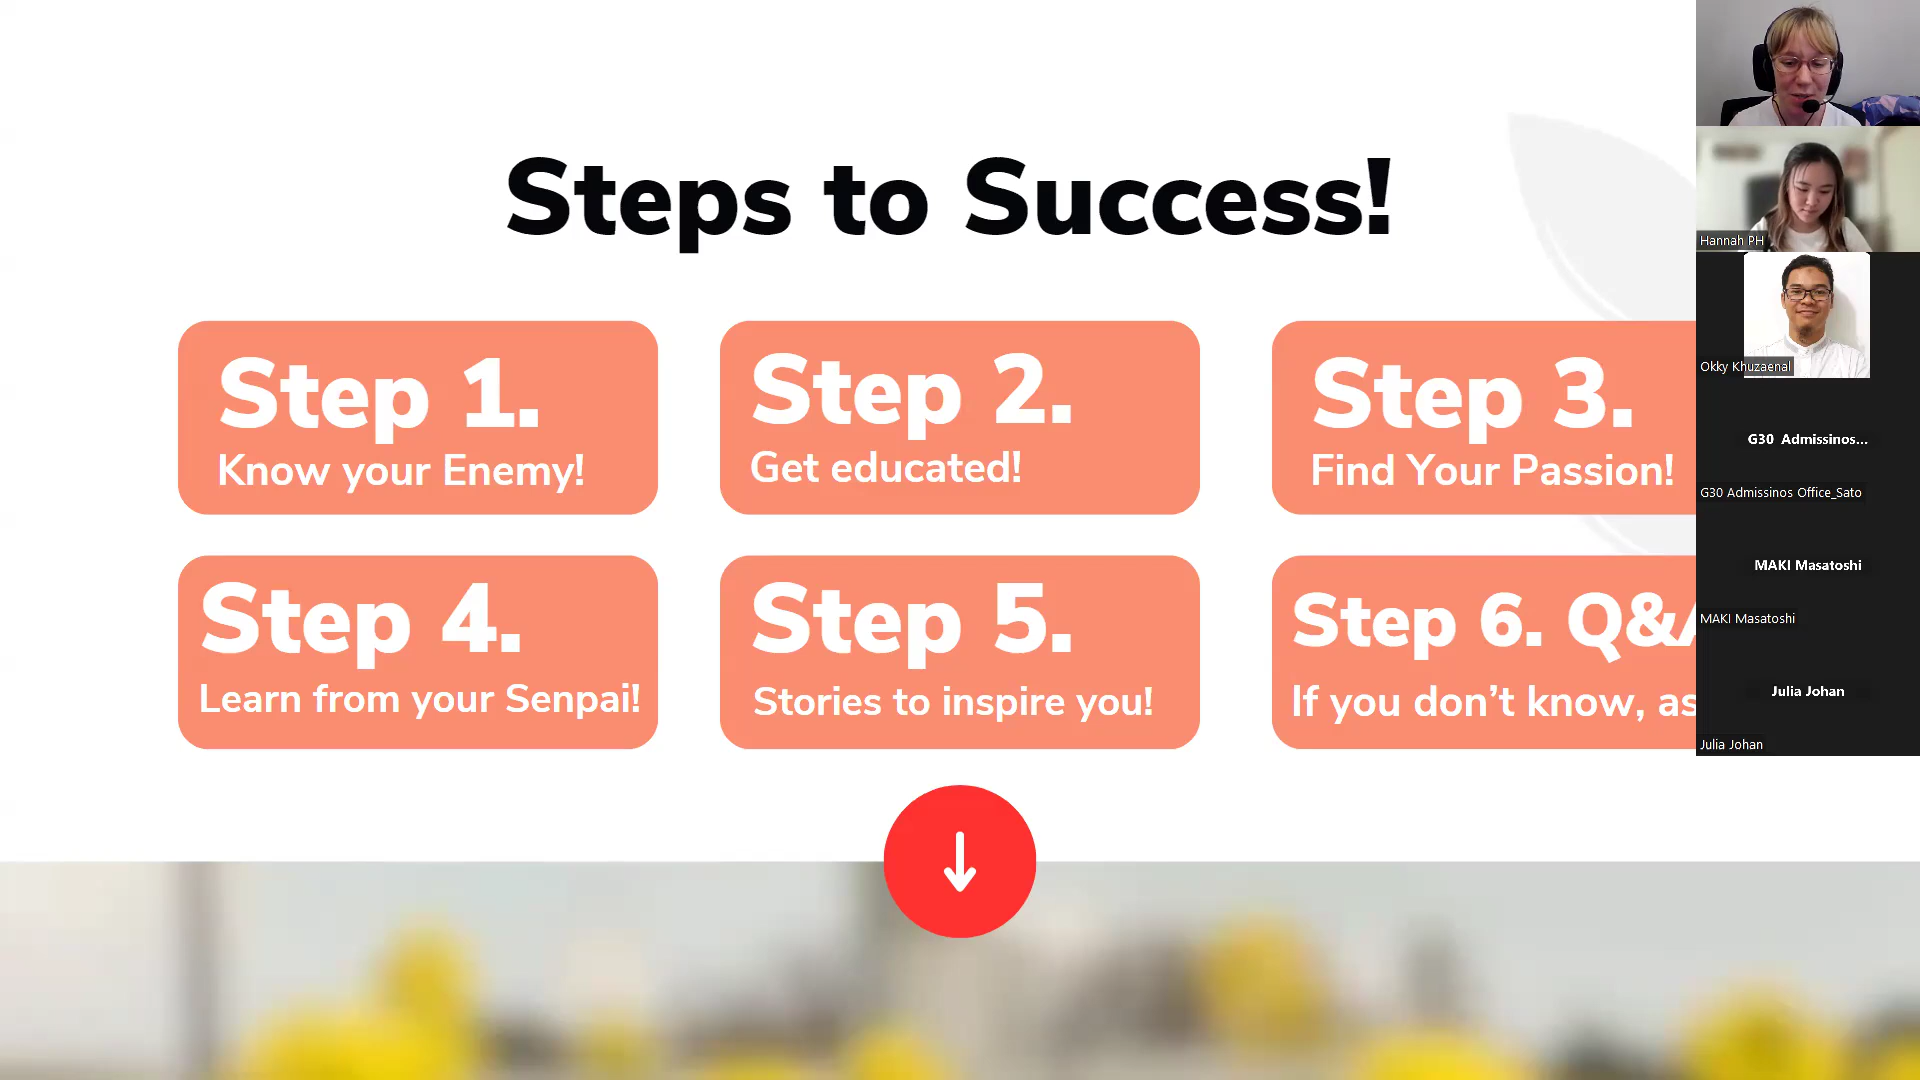 Steps to Success!
Step 1.
Know your Enemy!
Step 2.
Get educated!
Step 3.
Find Your Passion!
Step 4.
Learn from your Senpai!
Step 5.
Stories to inspire you!
Step 6. Q&A
If you don’t know, as
Hannah PH
Okky Khuzaenal
G30 Admissinos...
G30 Admissinos Office_Sato
MAKI Masatoshi
MAKI Masatoshi
Julia Johan
Julia Johan